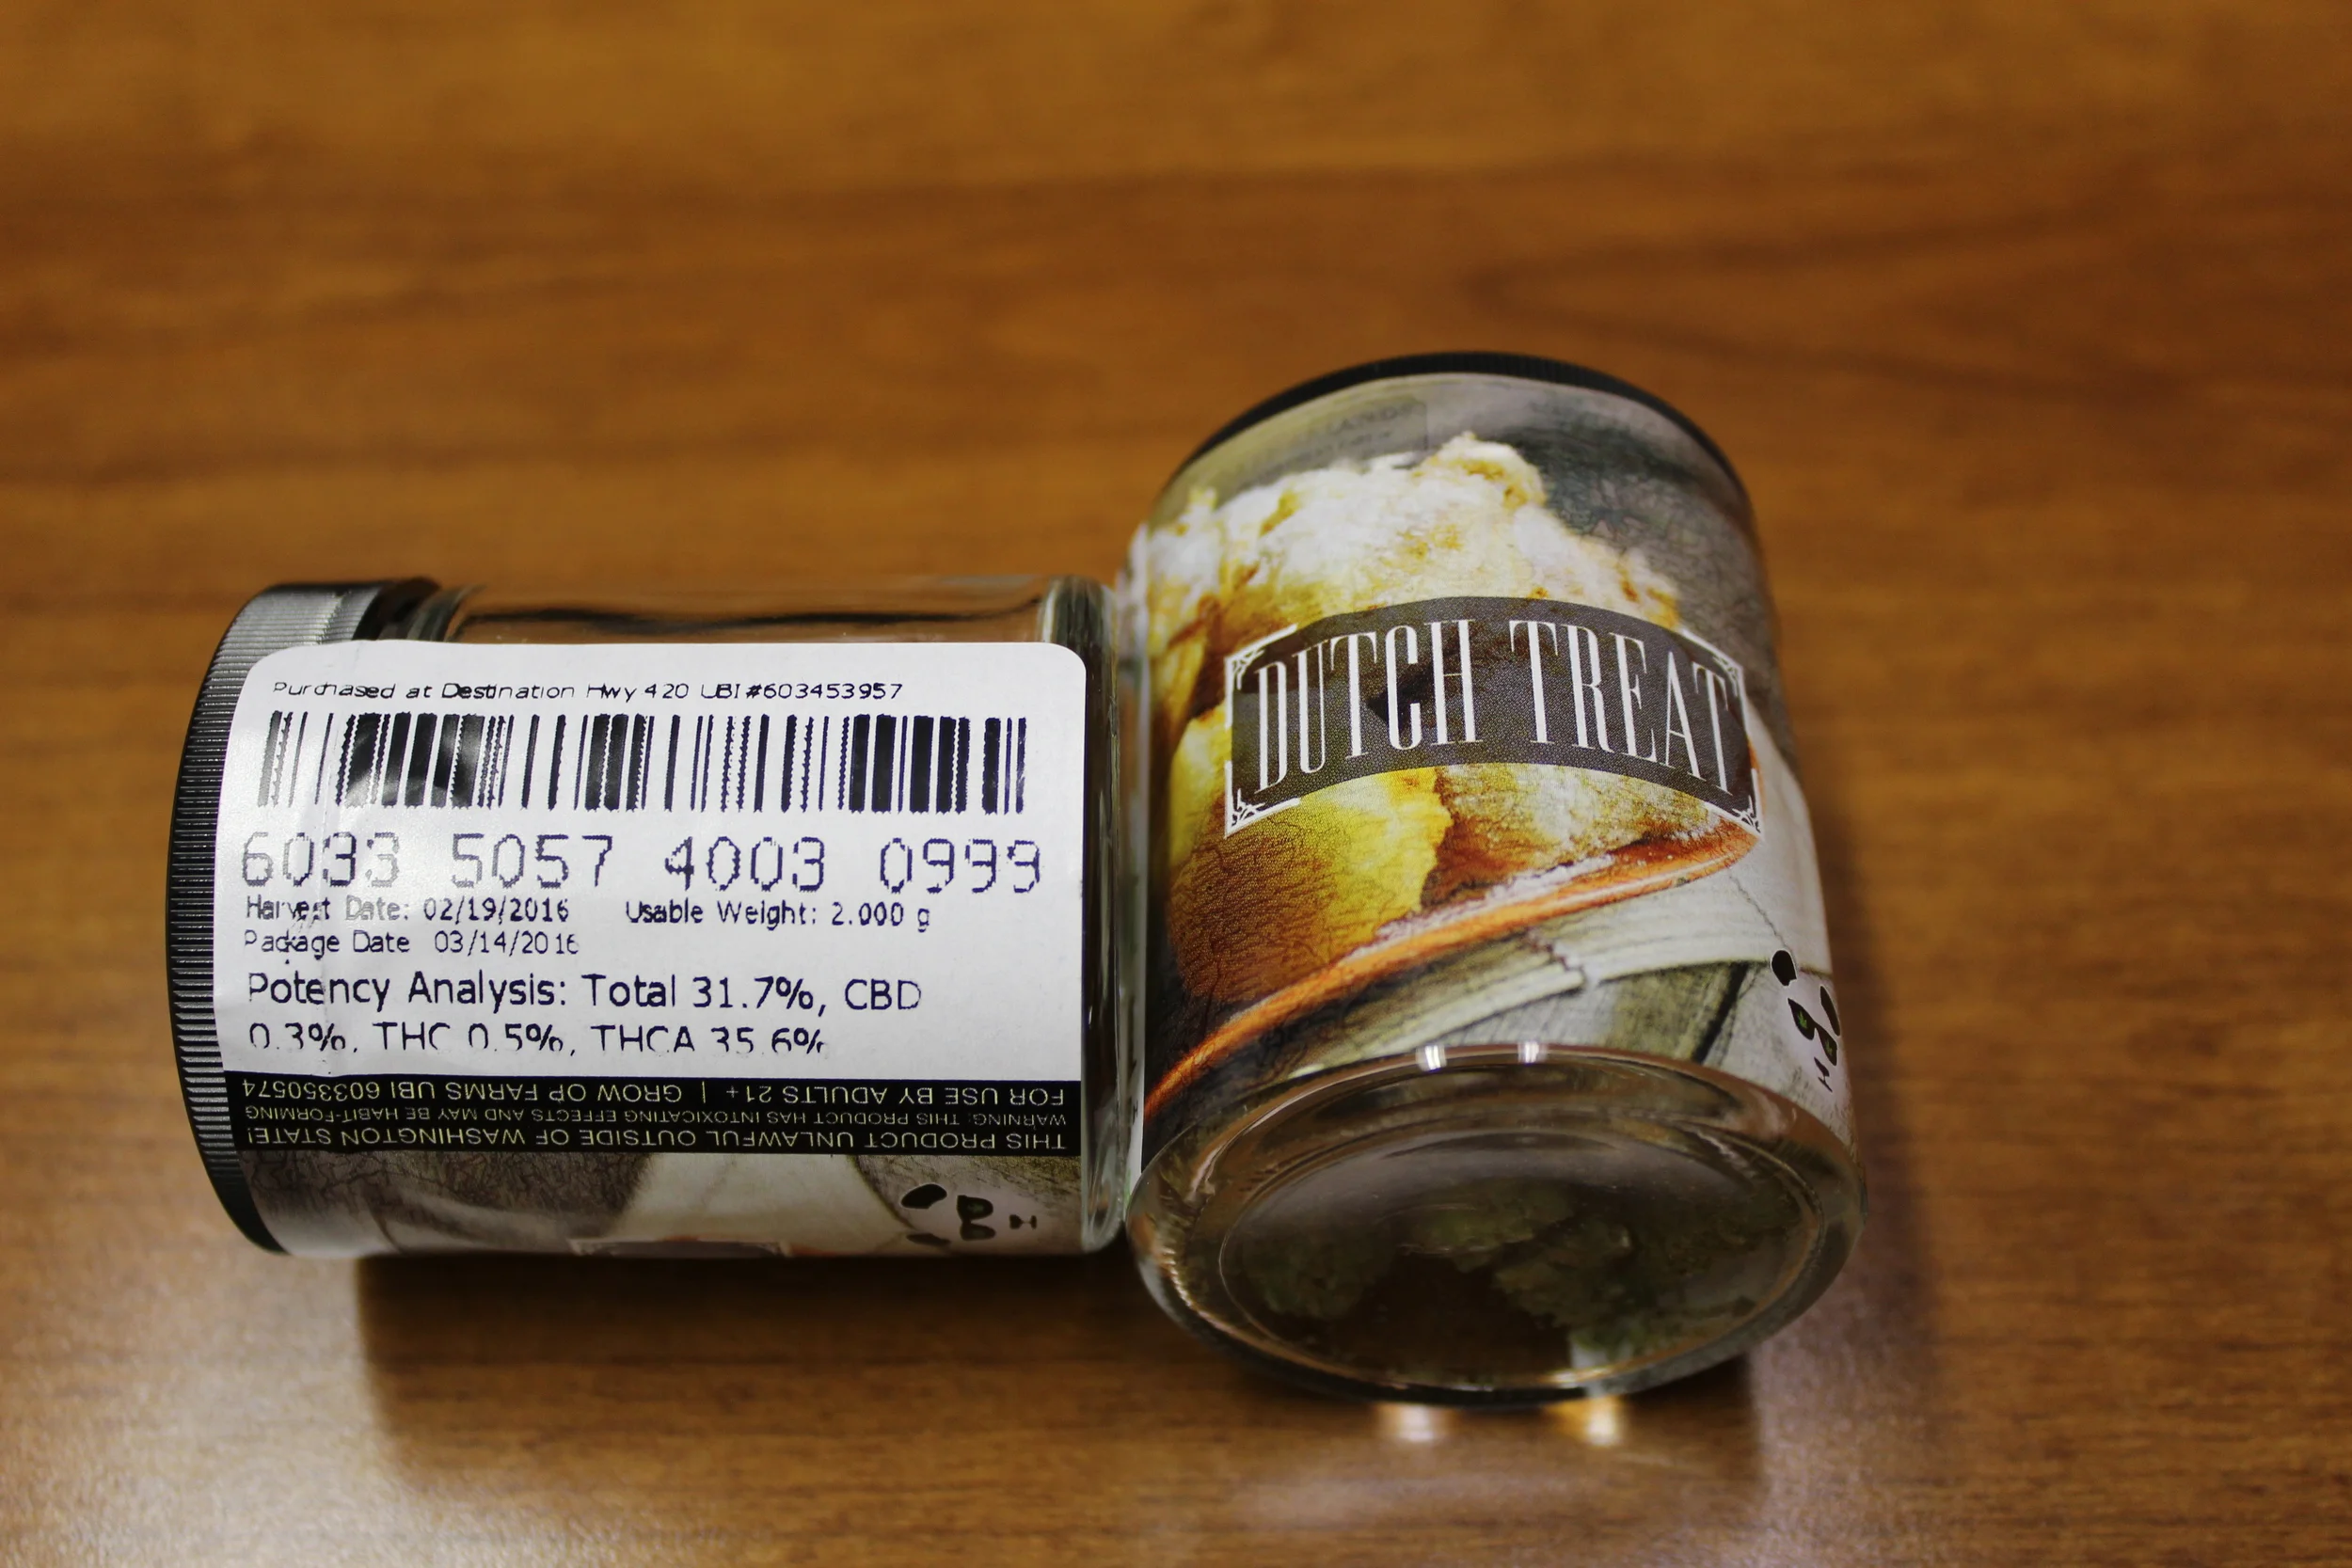 Purchased at Destination Hwy 420 UBI #603453957
6033 5057 4003 0999
Harvest Date: 02/19/2016 Usable Weight: 2.000 g
Package Date 03/14/2016
Potency Analysis: Total 31.7%, CBD
0.3%, THC 0.5%, THCA 35.6%
THIS PRODUCT UNLAWFUL OUTSIDE OF WASHINGTON STATE!
WARNING: THIS PRODUCT HAS INTOXICATING EFFECTS AND MAY BE HABIT-FORMING
FOR USE BY ADULTS 21+ | GROW OP FARMS UBI 603350574
DUTCH TREAT